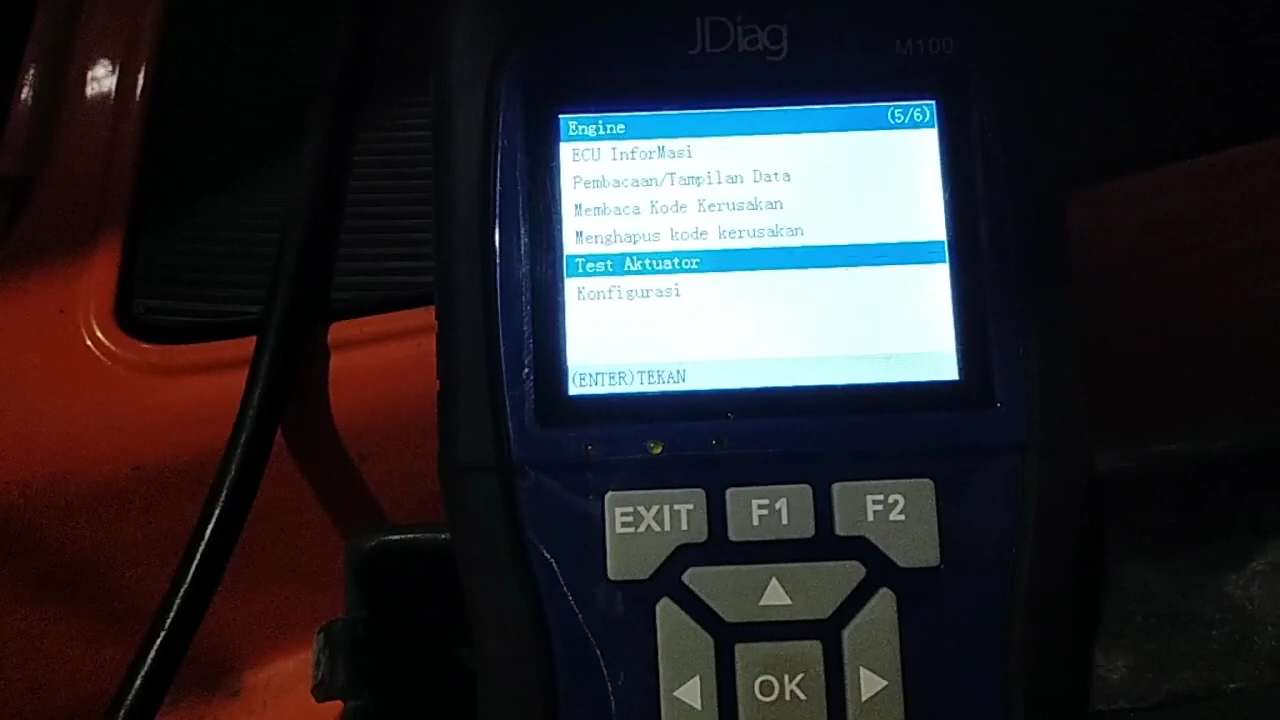 JDiag
M100
Engine (5/6)
ECU InforMasi
Pembacaan/Tampilan Data
Membaca Kode Kerusakan
Menghapus kode kerusakan
Test Aktuator
Konfigurasi
(ENTER)TEKAN
EXIT F1 F2
OK